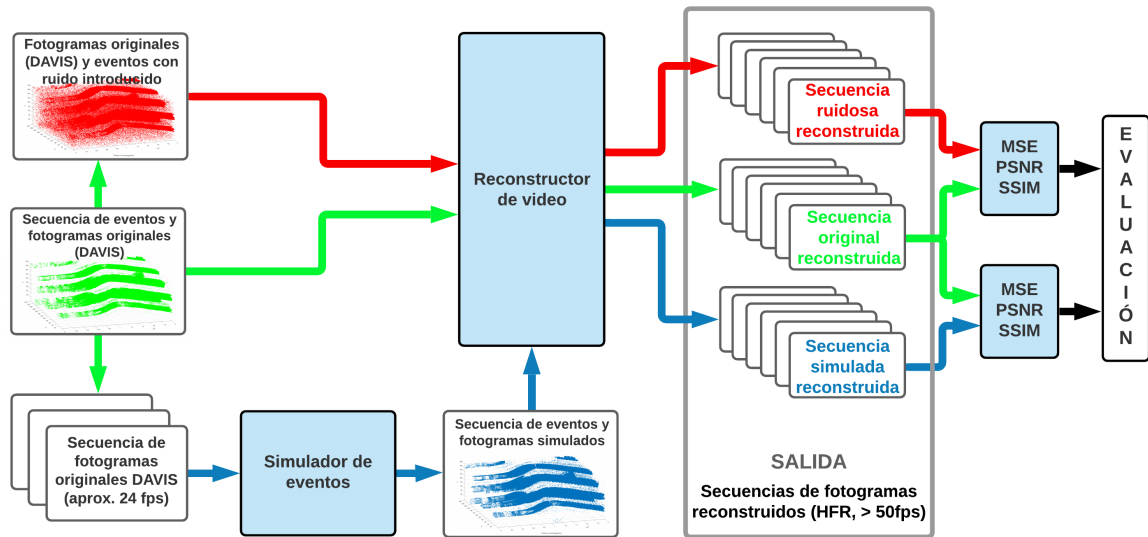 Fotogramas originales
(DAVIS) y eventos con
ruido introducido
Secuencia de eventos y
fotogramas originales
(DAVIS)
Secuencia de
fotogramas
originales DAVIS
(aprox. 24 fps)
Simulador de
eventos
Secuencia de eventos y
fotogramas simulados
Reconstructor
de video
Secuencia
ruidosa
reconstruida
Secuencia
original
reconstruida
Secuencia
simulada
reconstruida
SALIDA
Secuencias de fotogramas
reconstruidos (HFR, > 50fps)
MSE
PSNR
SSIM
MSE
PSNR
SSIM
E
V
A
L
U
A
C
I
Ó
N